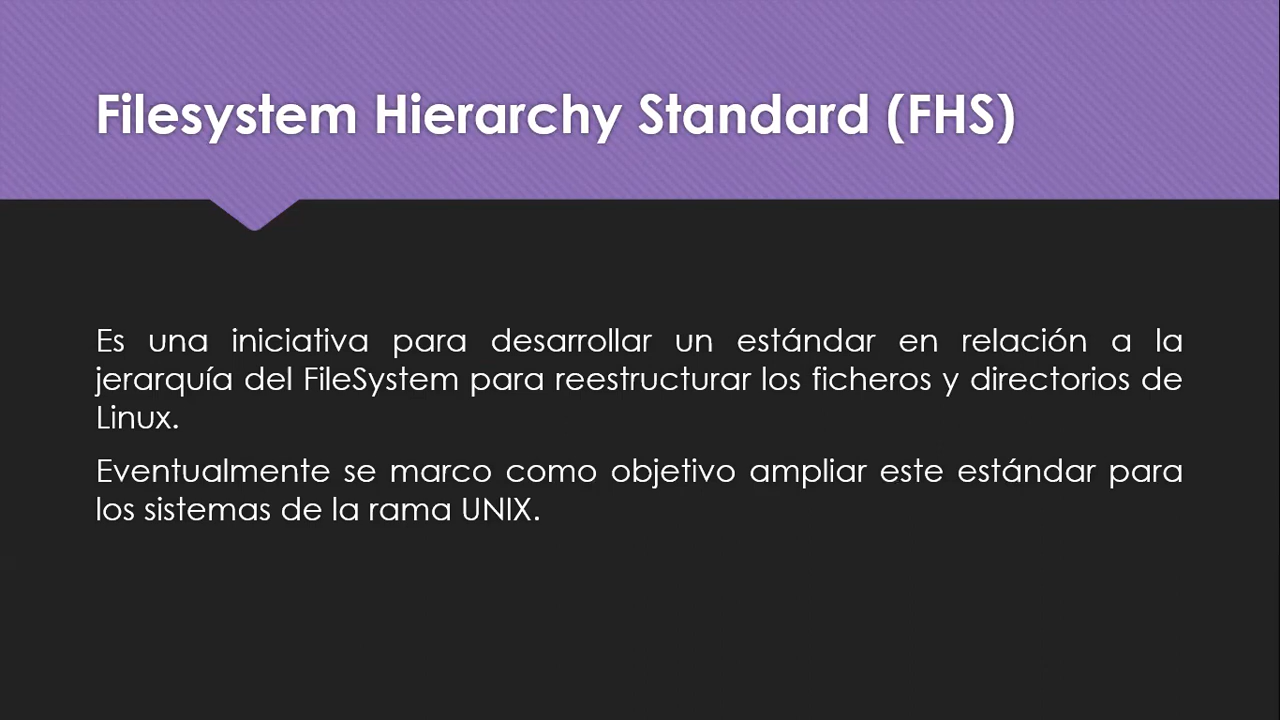 Filesystem Hierarchy Standard (FHS)
Es una iniciativa para desarrollar un estándar en relación a la
jerarquía del FileSystem para reestructurar los ficheros y directorios de
Linux.
Eventualmente se marco como objetivo ampliar este estándar para
los sistemas de la rama UNIX.